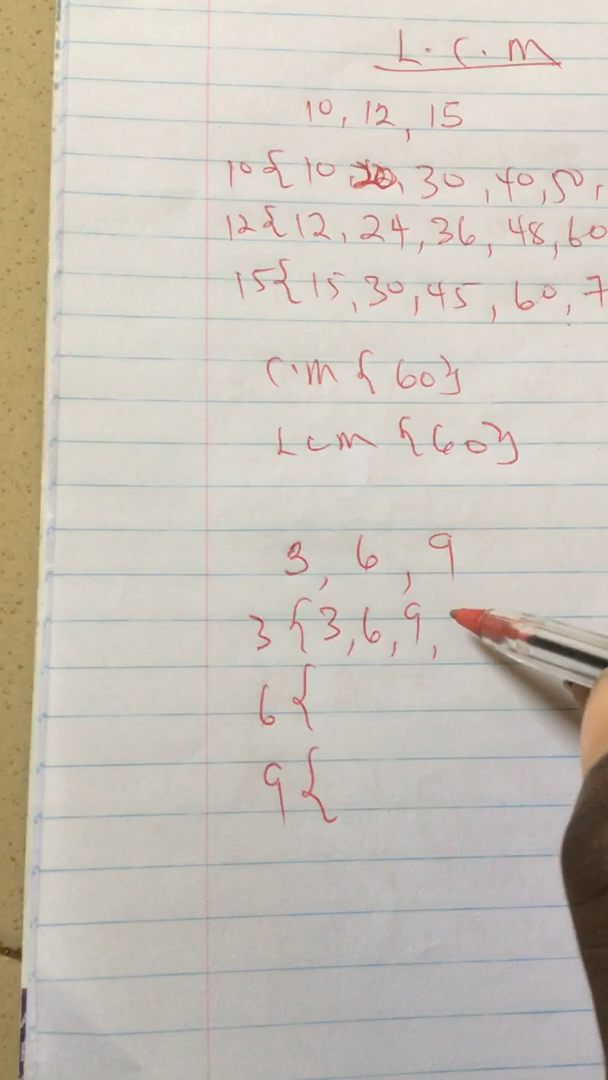 L.C.M
10, 12, 15
10{10 20, 30, 40, 50,
12{12, 24, 36, 48, 60
15{15, 30, 45, 60, 7
C.M {60}
LCM {60}
3, 6, 9
3{3, 6, 9,
6{
9{